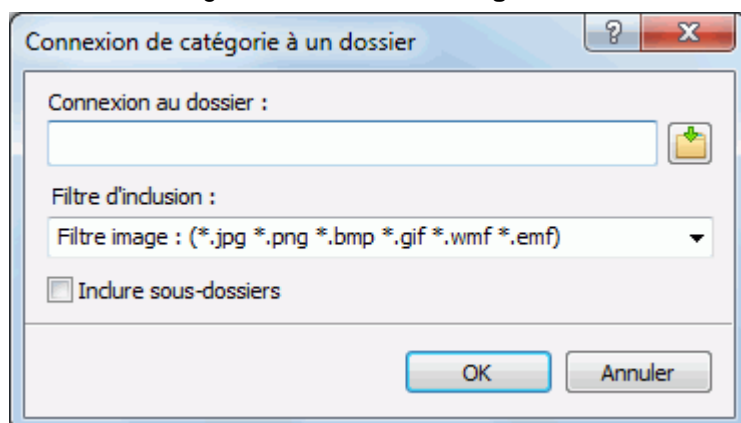 Connexion de catégorie à un dossier
Connexion au dossier :
Filtre d'inclusion :
Filtre image : (*.jpg *.png *.bmp *.gif *.wmf *.emf)
Inclure sous-dossiers
OK Annuler